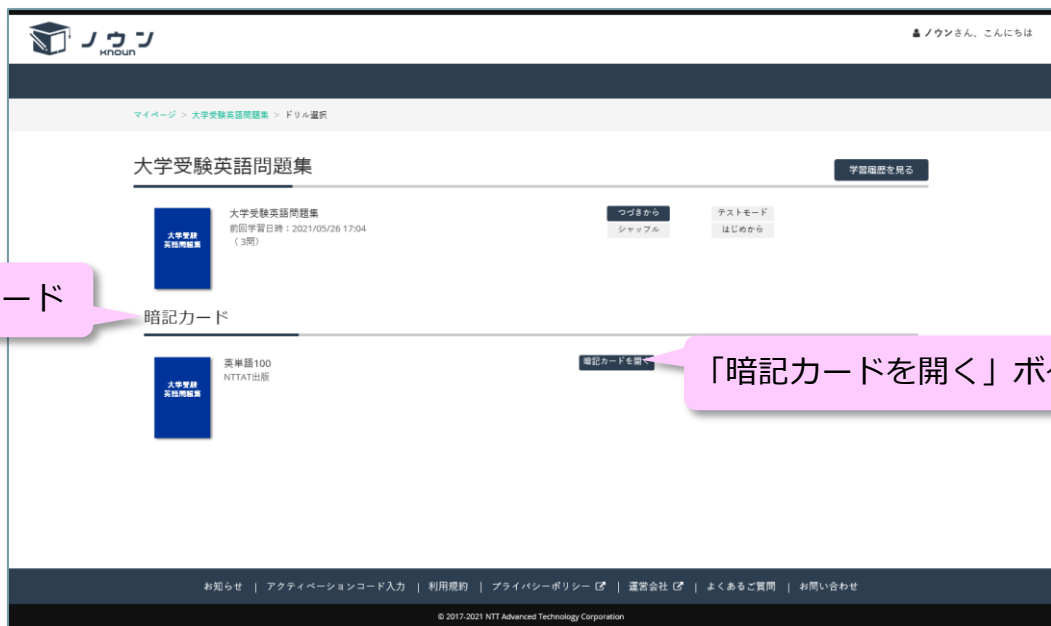 ノウン
KNOUN
ノウンさん、こんにちは
マイページ > 大学受験英語問題集 > ドリル選択
大学受験英語問題集
学習履歴を見る
大学受験
英語問題集
大学受験英語問題集
前回学習日時：2021/05/26 17:04
（3問）
つづきから
テストモード
シャッフル
はじめから
ード
暗記カード
大学受験
英語問題集
英単語100
NTTAT出版
暗記カードを開く
「暗記カードを開く」ボ
お知らせ | アクティベーションコード入力 | 利用規約 | プライバシーポリシー | 運営会社 | よくあるご質問 | お問い合わせ
© 2017-2021 NTT Advanced Technology Corporation